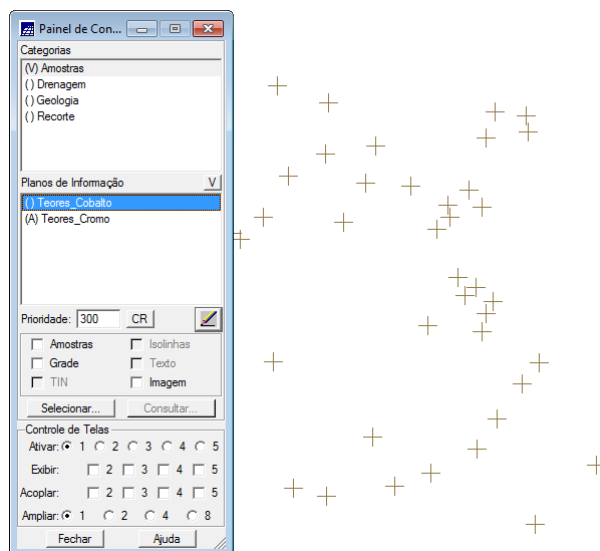 Painel de Con...
Categorias
(V) Amostras
( ) Drenagem
( ) Geologia
( ) Recorte
Planos de Informação V
( ) Teores_Cobalto
(A) Teores_Cromo
Prioridade: 300 CR
Amostras Isolinhas
Grade Texto
TIN Imagem
Selecionar... Consultar...
Controle de Telas
Ativar: 1 2 3 4 5
Exibir: 2 3 4 5
Acoplar: 2 3 4 5
Ampliar: 1 2 4 8
Fechar Ajuda